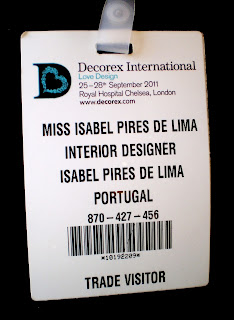 Decorex International
Love Design
25–28th September 2011
Royal Hospital Chelsea, London
www.decorex.com
MISS ISABEL PIRES DE LIMA
INTERIOR DESIGNER
ISABEL PIRES DE LIMA
PORTUGAL
870-427-456
*10192209*
TRADE VISITOR